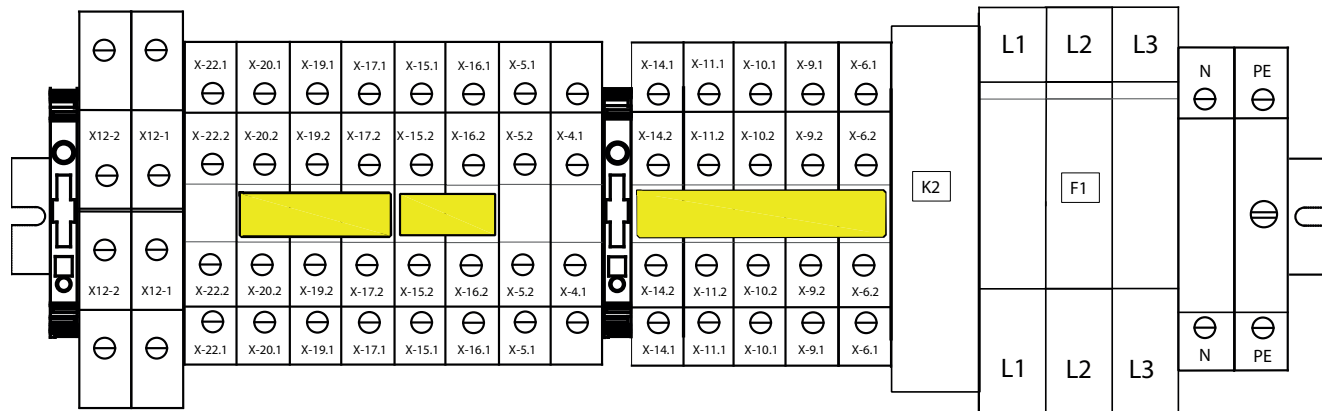 L1 L2 L3
X-22.1 X-20.1 X-19.1 X-17.1 X-15.1 X-16.1 X-5.1 X-14.1 X-11.1 X-10.1 X-9.1 X-6.1 N PE
X12-2 X12-1 X-22.2 X-20.2 X-19.2 X-17.2 X-15.2 X-16.2 X-5.2 X-4.1 X-14.2 X-11.2 X-10.2 X-9.2 X-6.2
K2 F1
X12-2 X12-1 X-22.2 X-20.2 X-19.2 X-17.2 X-15.2 X-16.2 X-5.2 X-4.1 X-14.2 X-11.2 X-10.2 X-9.2 X-6.2
X-22.1 X-20.1 X-19.1 X-17.1 X-15.1 X-16.1 X-5.1 X-14.1 X-11.1 X-10.1 X-9.1 X-6.1 N PE
L1 L2 L3